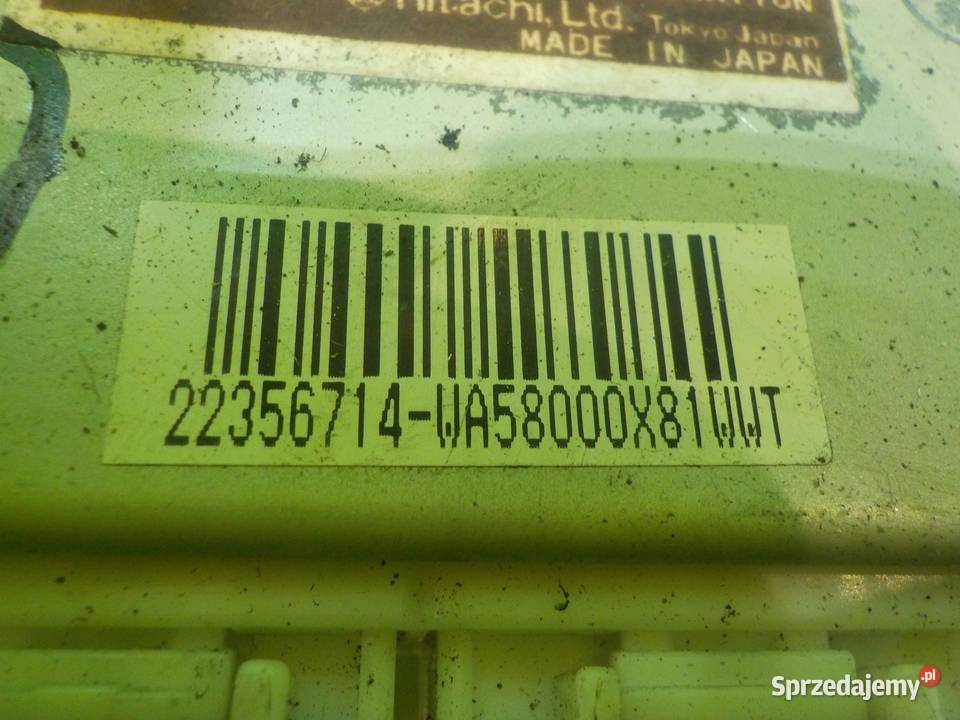 Hitachi, Ltd. Tokyo Japan
MADE IN JAPAN
22356714-WA58000X81WWT
Sprzedajemy.pl